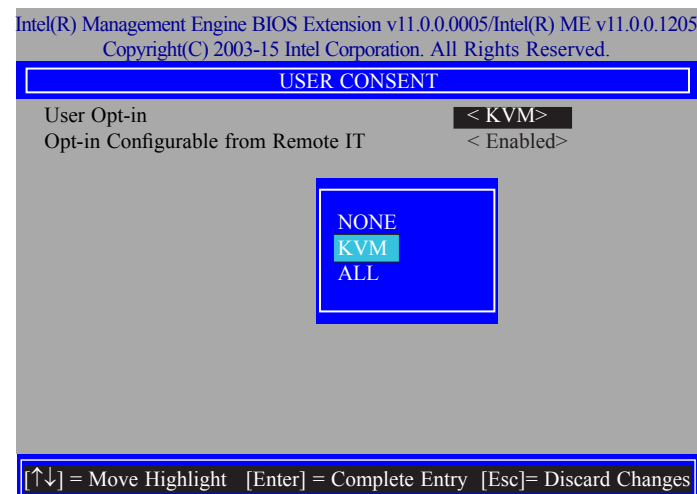 Intel(R) Management Engine BIOS Extension v11.0.0.0005/Intel(R) ME v11.0.0.1205
Copyright(C) 2003-15 Intel Corporation. All Rights Reserved.
USER CONSENT
User Opt-in < KVM>
Opt-in Configurable from Remote IT < Enabled>
NONE
KVM
ALL
[↑↓] = Move Highlight [Enter] = Complete Entry [Esc]= Discard Changes